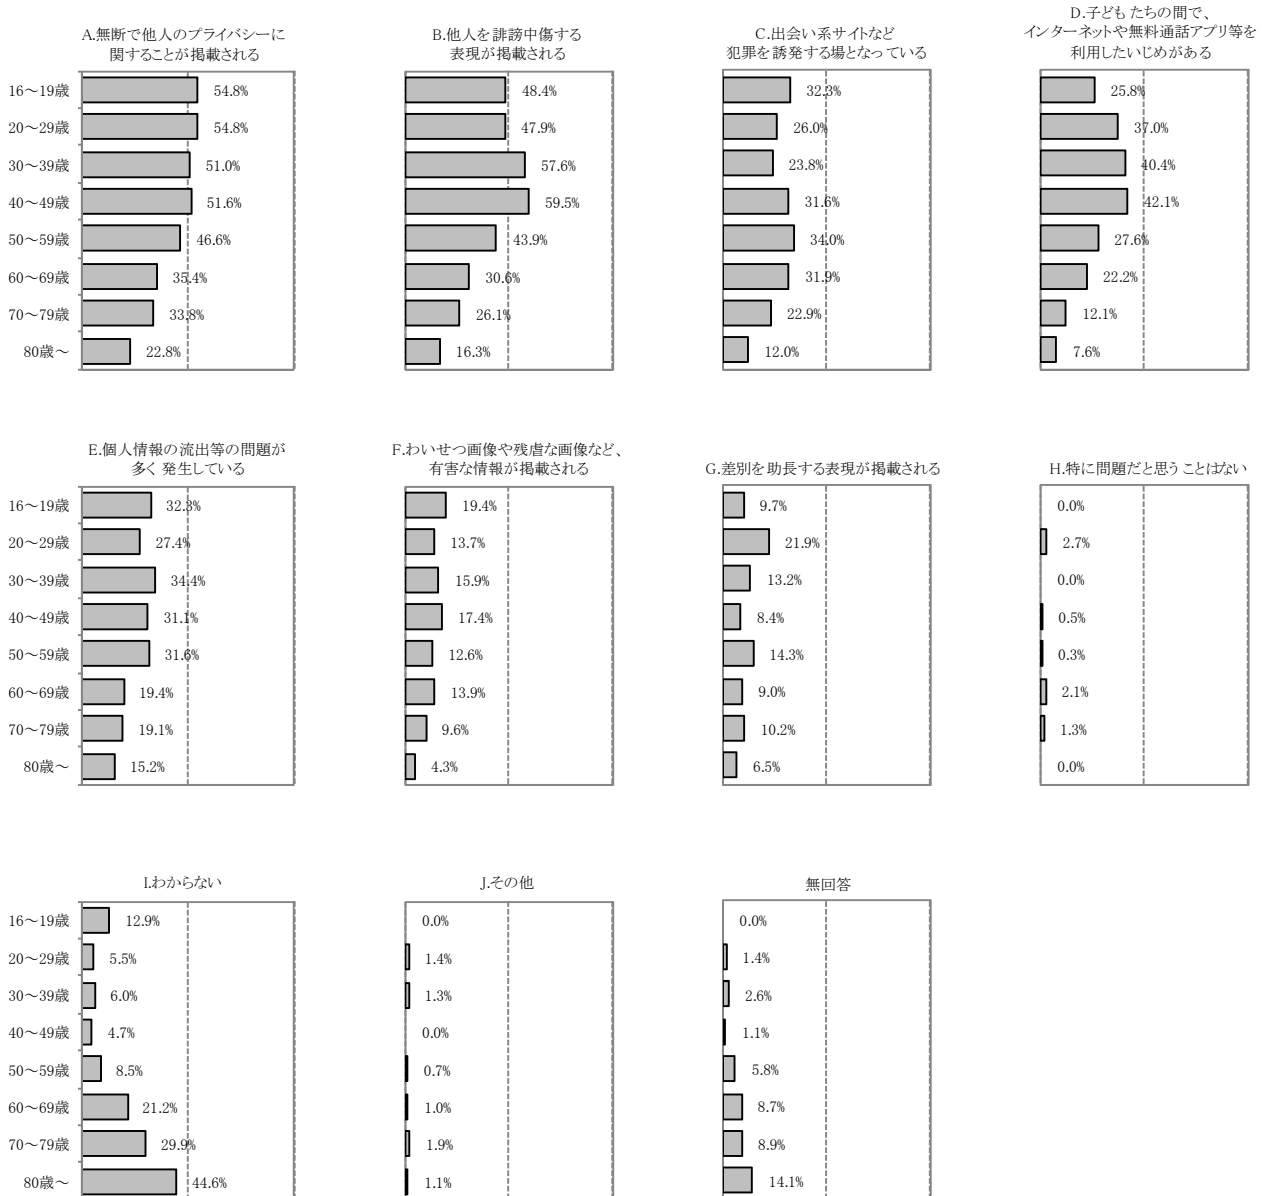 A.無断で他人のプライバシーに
関することが掲載される
B.他人を誹謗中傷する
表現が掲載される
C.出会い系サイトなど
犯罪を誘発する場となっている
D.子どもたちの間で、
インターネットや無料通話アプリ等を
利用したいじめがある
16～19歳 54.8% 48.4% 32.3% 25.8%
20～29歳 54.8% 47.9% 26.0% 37.0%
30～39歳 51.0% 57.6% 23.8% 40.4%
40～49歳 51.6% 59.5% 31.6% 42.1%
50～59歳 46.6% 43.9% 34.0% 27.6%
60～69歳 35.4% 30.6% 31.9% 22.2%
70～79歳 33.8% 26.1% 22.9% 12.1%
80歳～ 22.8% 16.3% 12.0% 7.6%
E.個人情報の流出等の問題が
多く発生している
F.わいせつ画像や残虐な画像など、
有害な情報が掲載される
G.差別を助長する表現が掲載される
H.特に問題だと思うことはない
16～19歳 32.3% 19.4% 9.7% 0.0%
20～29歳 27.4% 13.7% 21.9% 2.7%
30～39歳 34.4% 15.9% 13.2% 0.0%
40～49歳 31.1% 17.4% 8.4% 0.5%
50～59歳 31.6% 12.6% 14.3% 0.3%
60～69歳 19.4% 13.9% 9.0% 2.1%
70～79歳 19.1% 9.6% 10.2% 1.3%
80歳～ 15.2% 4.3% 6.5% 0.0%
I.わからない
J.その他
無回答
16～19歳 12.9% 0.0% 0.0%
20～29歳 5.5% 1.4% 1.4%
30～39歳 6.0% 1.3% 2.6%
40～49歳 4.7% 0.0% 1.1%
50～59歳 8.5% 0.7% 5.8%
60～69歳 21.2% 1.0% 8.7%
70～79歳 29.9% 1.9% 8.9%
80歳～ 44.6% 1.1% 14.1%